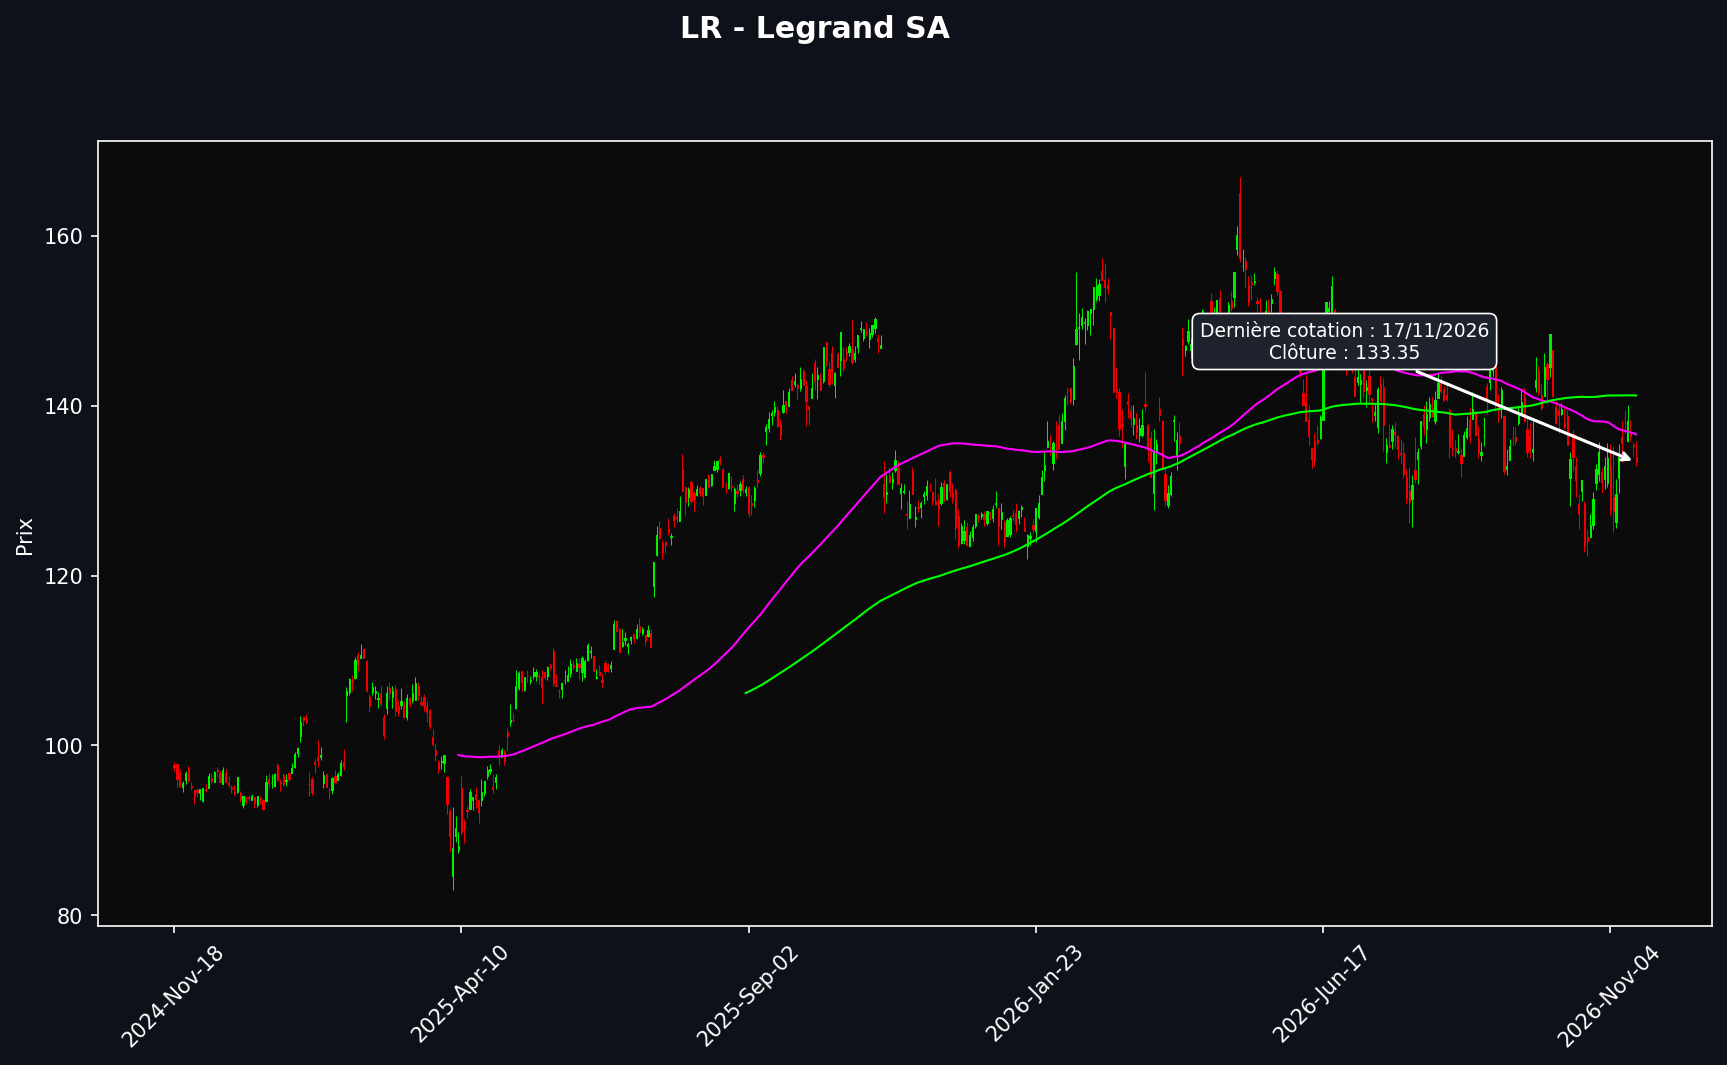 LR - Legrand SA
Prix
160
140
120
100
80
Dernière cotation : 17/11/2026
Clôture : 133.35
2024-Nov-18
2025-Apr-10
2025-Sep-02
2026-Jan-23
2026-Jun-17
2026-Nov-04